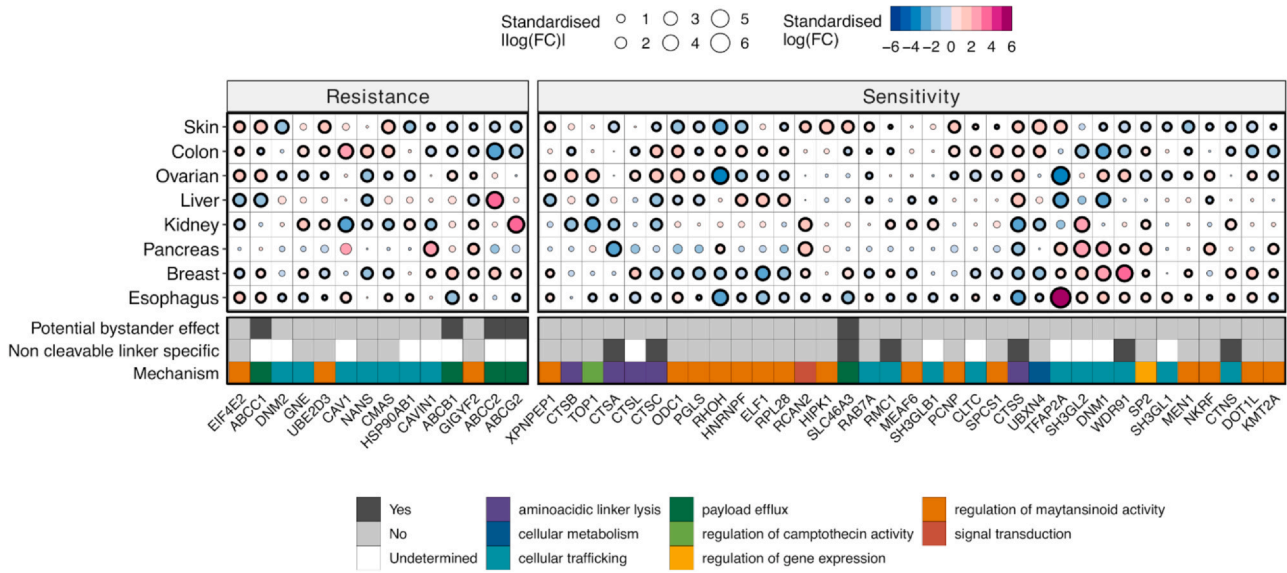 Standardised
||log(FC)||
1 3 5
2 4 6
Standardised
log(FC)
−6 −4 −2 0 2 4 6
Resistance
Sensitivity
Skin
Colon
Ovarian
Liver
Kidney
Pancreas
Breast
Esophagus
Potential bystander effect
Non cleavable linker specific
Mechanism
EIF4E2
ABCC1
DNM2
GNE
UBE2D3
CAV1
NANS
CMAS
HSP90AB1
CAVIN1
ABCB1
GIGYF2
ABCC2
ABCG2
XPNPEP1
CTSB
TOP1
CTSA
CTSL
CTSC
ODC1
PGLS
RHOH
HNRNPF
ELF1
RPL28
RCAN2
HIPK1
SLC46A3
RAB7A
RMC1
MEAF6
SH3GLB1
PCNP
CLTC
SPCS1
CTSS
UBXN4
TFAP2A
SH3GL2
DNM1
WDR91
SP2
SH3GL1
MEN1
NKRF
CTNS
DOT1L
KMT2A
Yes
No
Undetermined
aminoacidic linker lysis
cellular metabolism
cellular trafficking
payload efflux
regulation of camptothecin activity
regulation of gene expression
regulation of maytansinoid activity
signal transduction